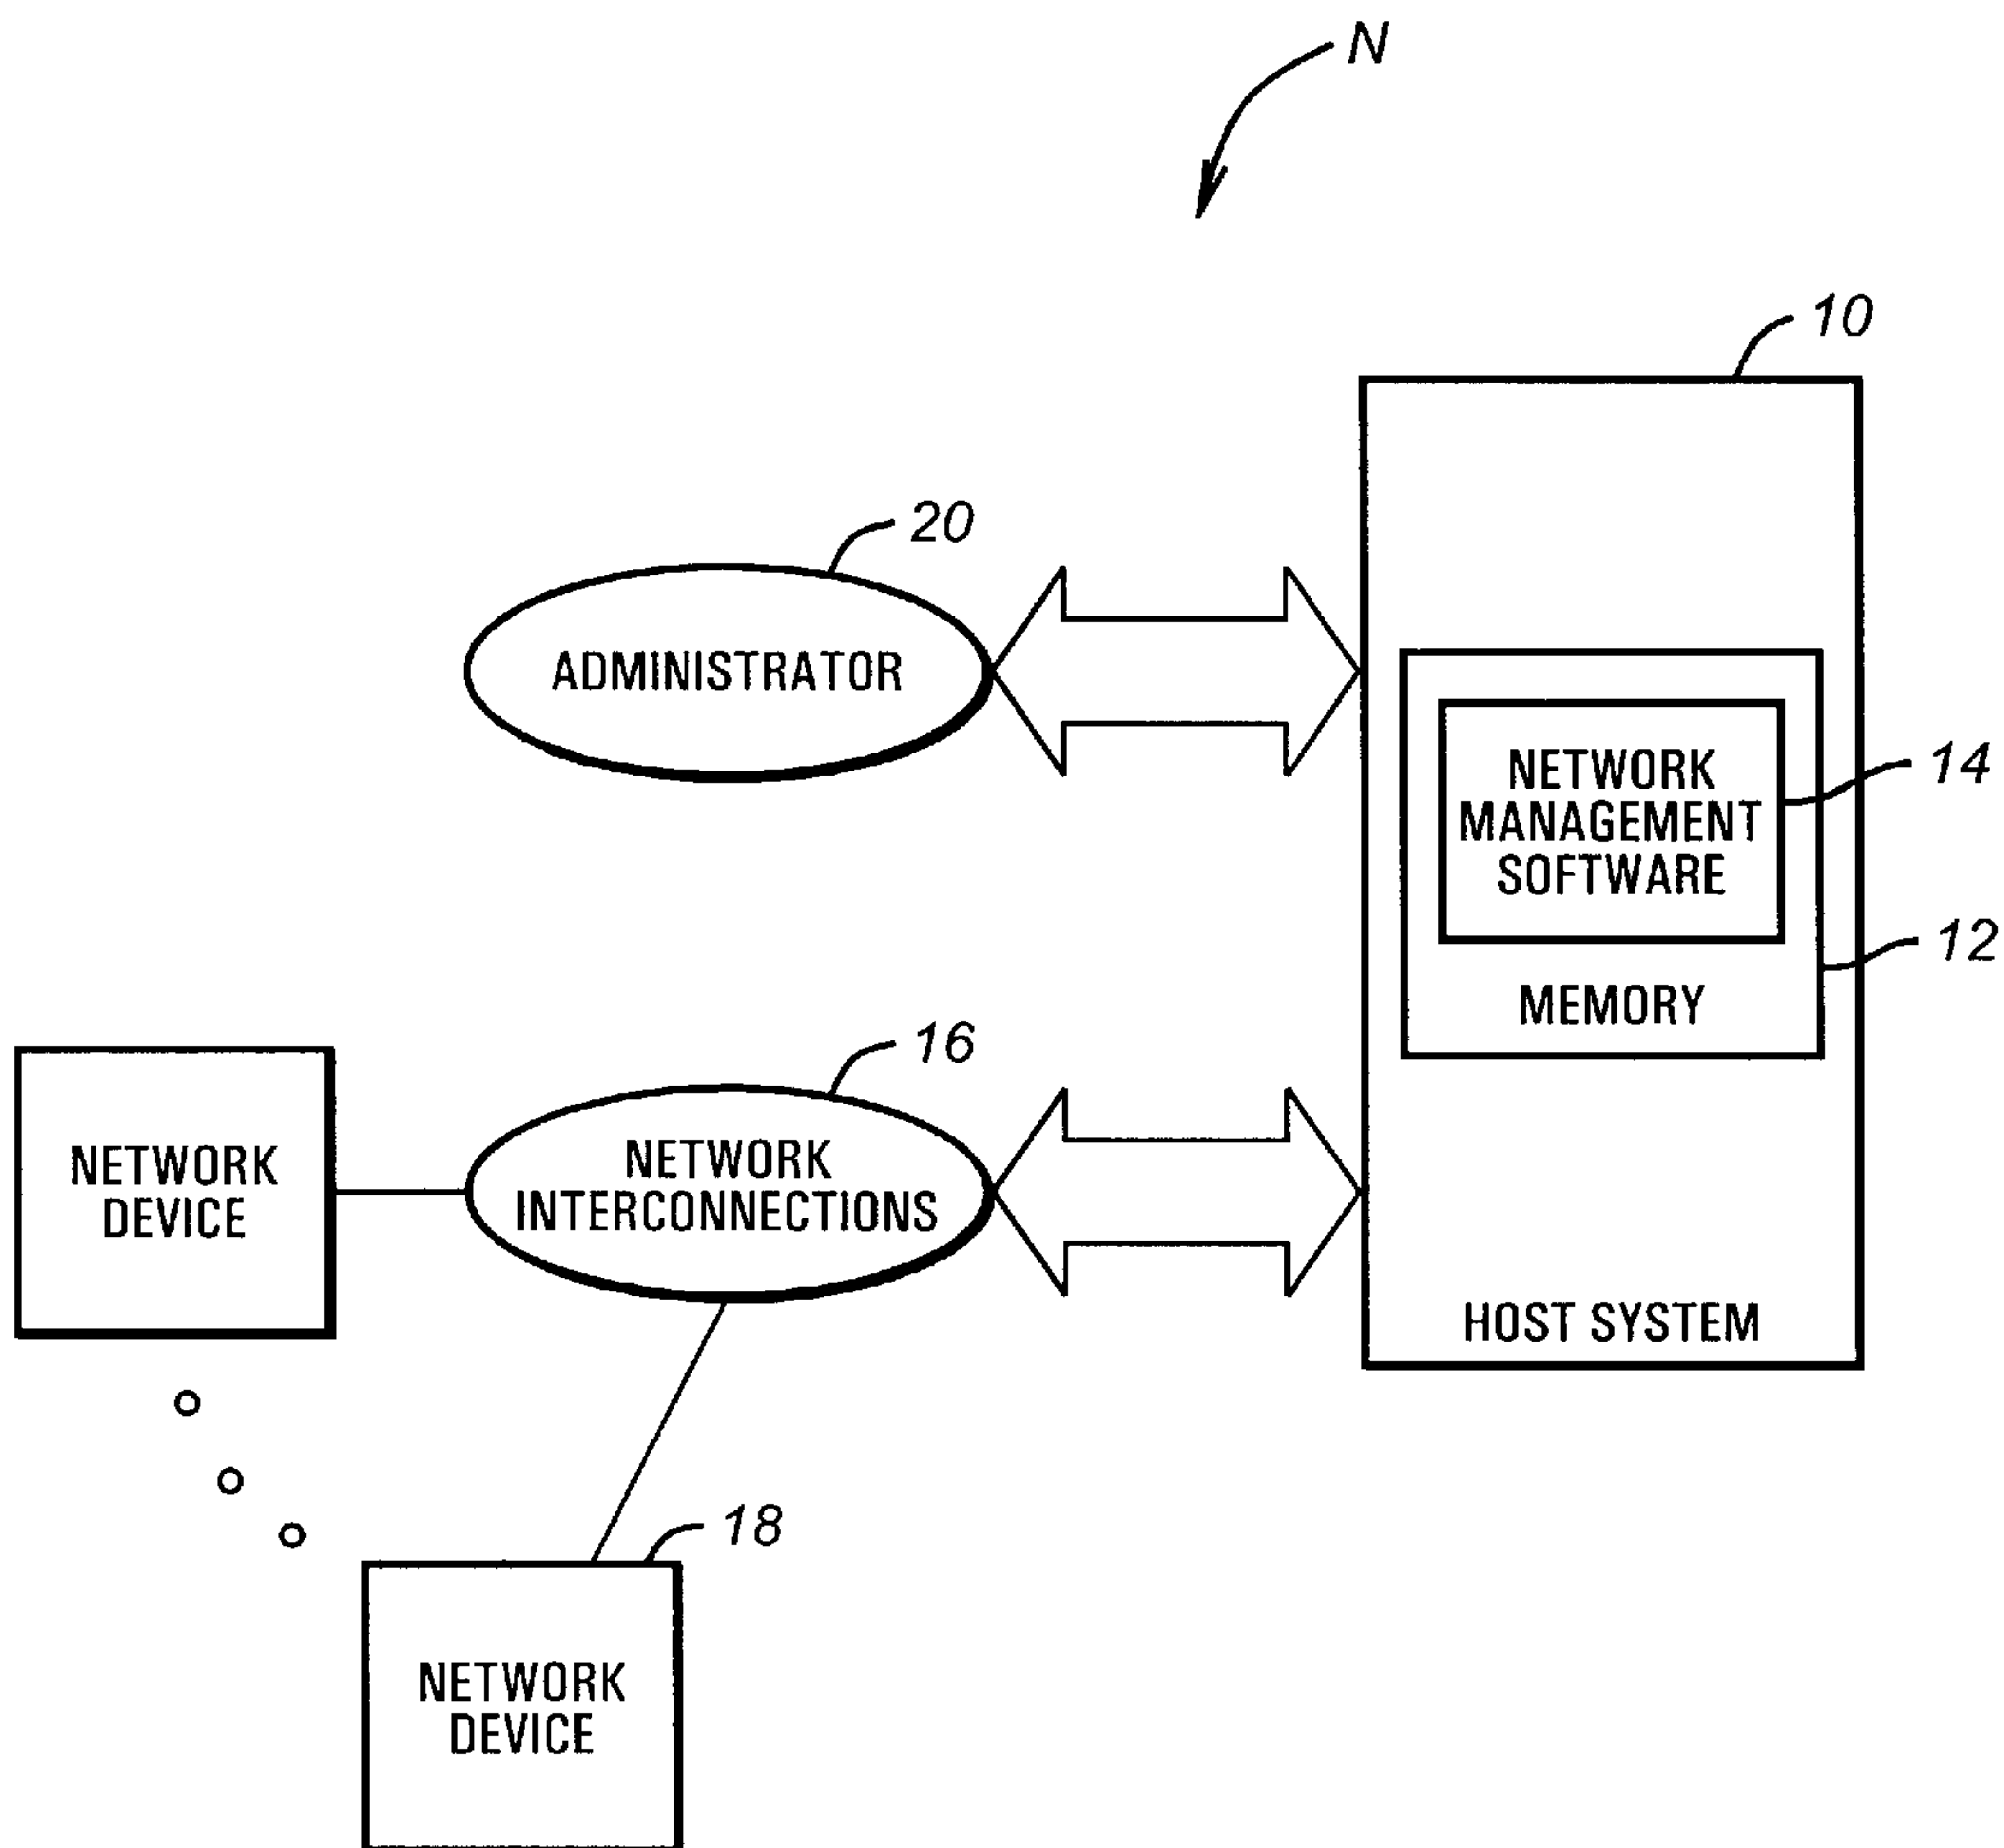 N
10
20
ADMINISTRATOR
NETWORK
MANAGEMENT
SOFTWARE
14
12
MEMORY
16
NETWORK
DEVICE
NETWORK
INTERCONNECTIONS
HOST SYSTEM
18
NETWORK
DEVICE